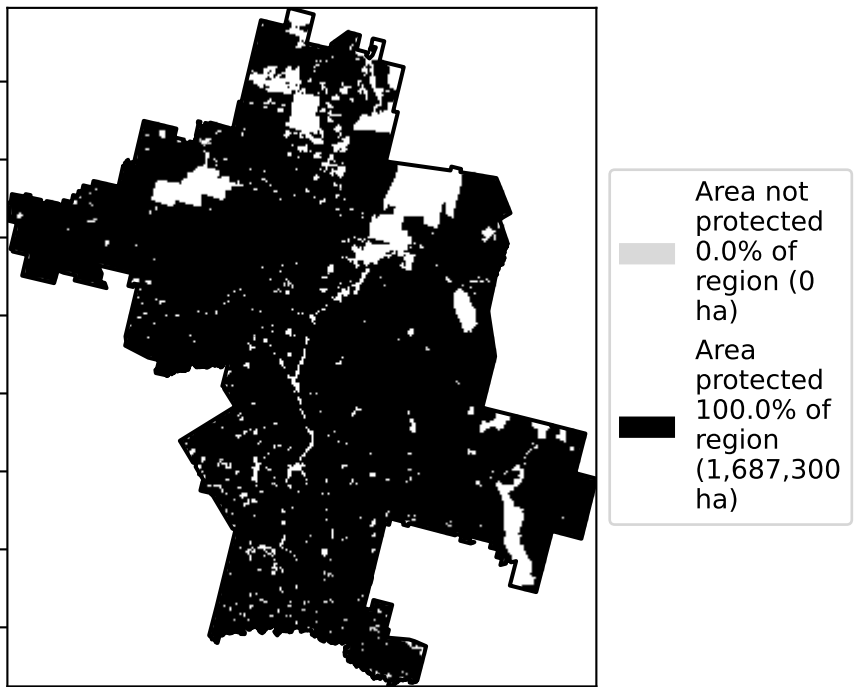 Area not
protected
0.0% of
region (0
ha)
Area
protected
100.0% of
region
(1,687,300
ha)